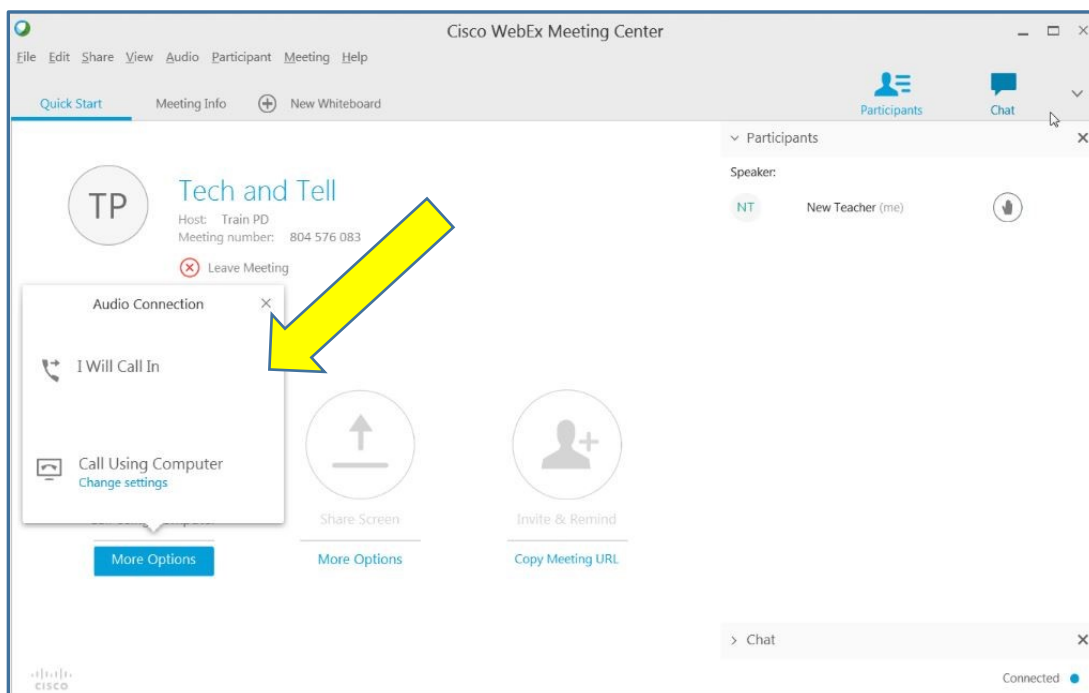 Cisco WebEx Meeting Center
File Edit Share View Audio Participant Meeting Help
Quick Start Meeting Info New Whiteboard Participants Chat
Participants
Speaker:
NT New Teacher (me)
TP
Tech and Tell
Host: Train PD
Meeting number: 804 576 083
Leave Meeting
Audio Connection
I Will Call In
Call Using Computer
Change settings
Share Screen Invite & Remind
More Options More Options Copy Meeting URL
Chat
CISCO
Connected